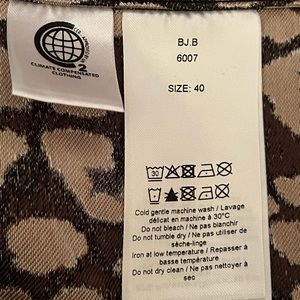 CLIMATE COMPENSATED
CLOTHING
2
BJ.B
6007
SIZE: 40
30
Cold gentle machine wash / Lavage
délicat en machine à 30°C
Do not bleach / Ne pas blanchir
Do not tumble dry / Ne pas utiliser de
sèche-linge
Iron at low temperature / Repasser à
basse température
Do not dry clean / Ne pas nettoyer à
sec